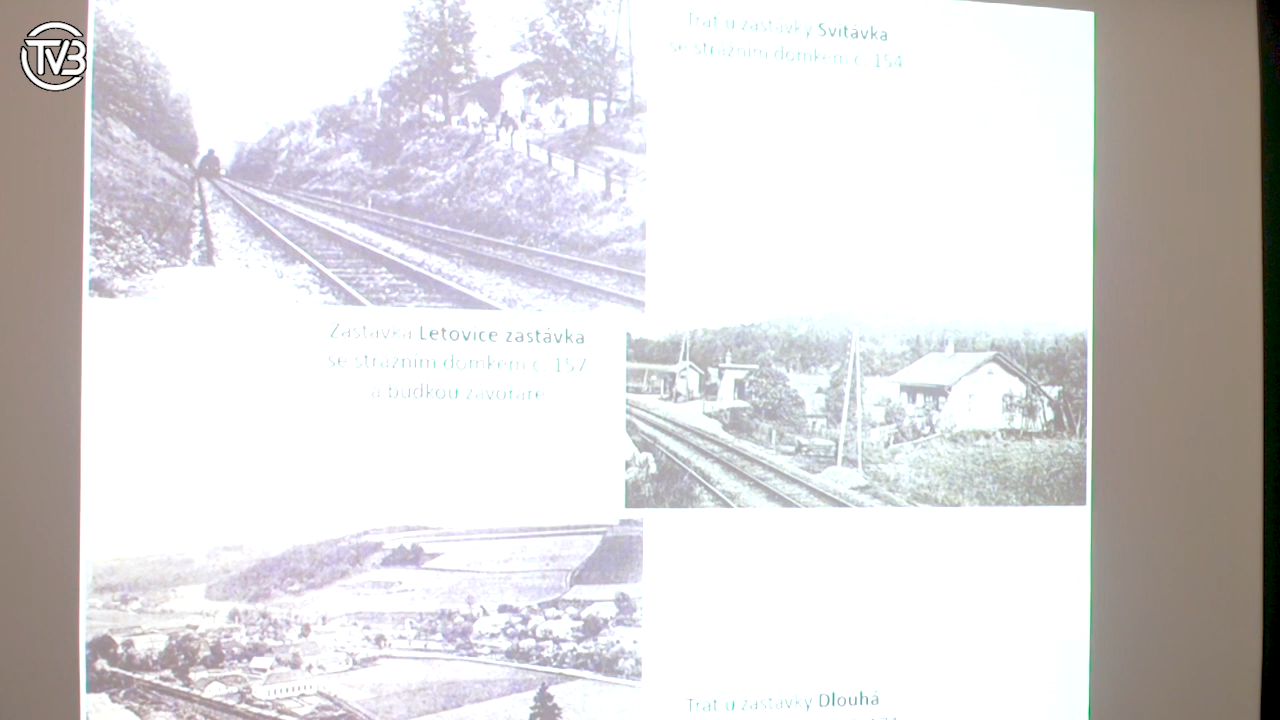 TVB
Trať u zastávky Svitávka
se strážním domkem č. 154
Zastávka Letovice zastávka
se strážním domkem č. 157
a budkou závoráře
Trať u zastávky Dlouhá